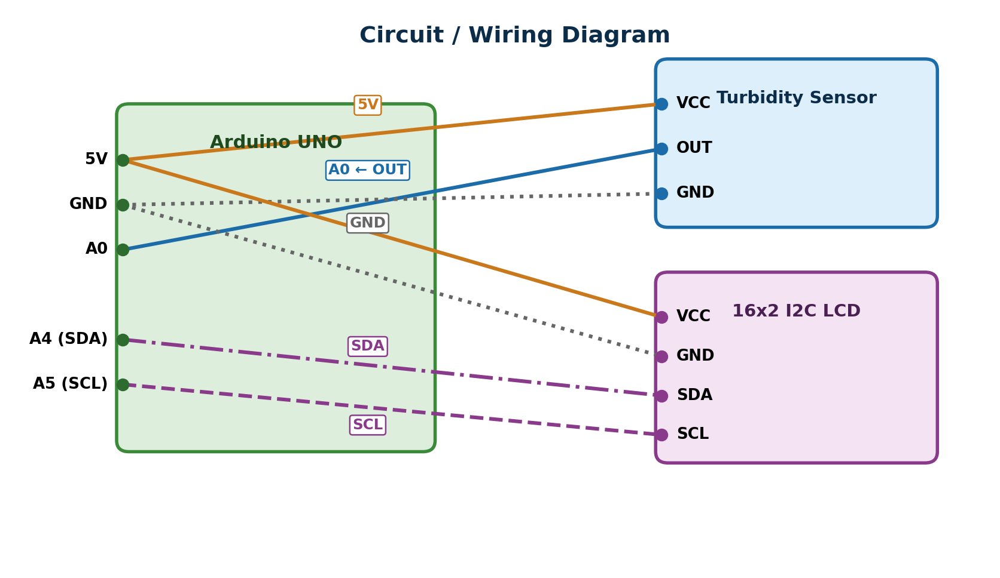 Circuit / Wiring Diagram
Arduino UNO
5V
GND
A0
A4 (SDA)
A5 (SCL)
5V
A0 ← OUT
GND
SDA
SCL
Turbidity Sensor
VCC
OUT
GND
16x2 I2C LCD
VCC
GND
SDA
SCL